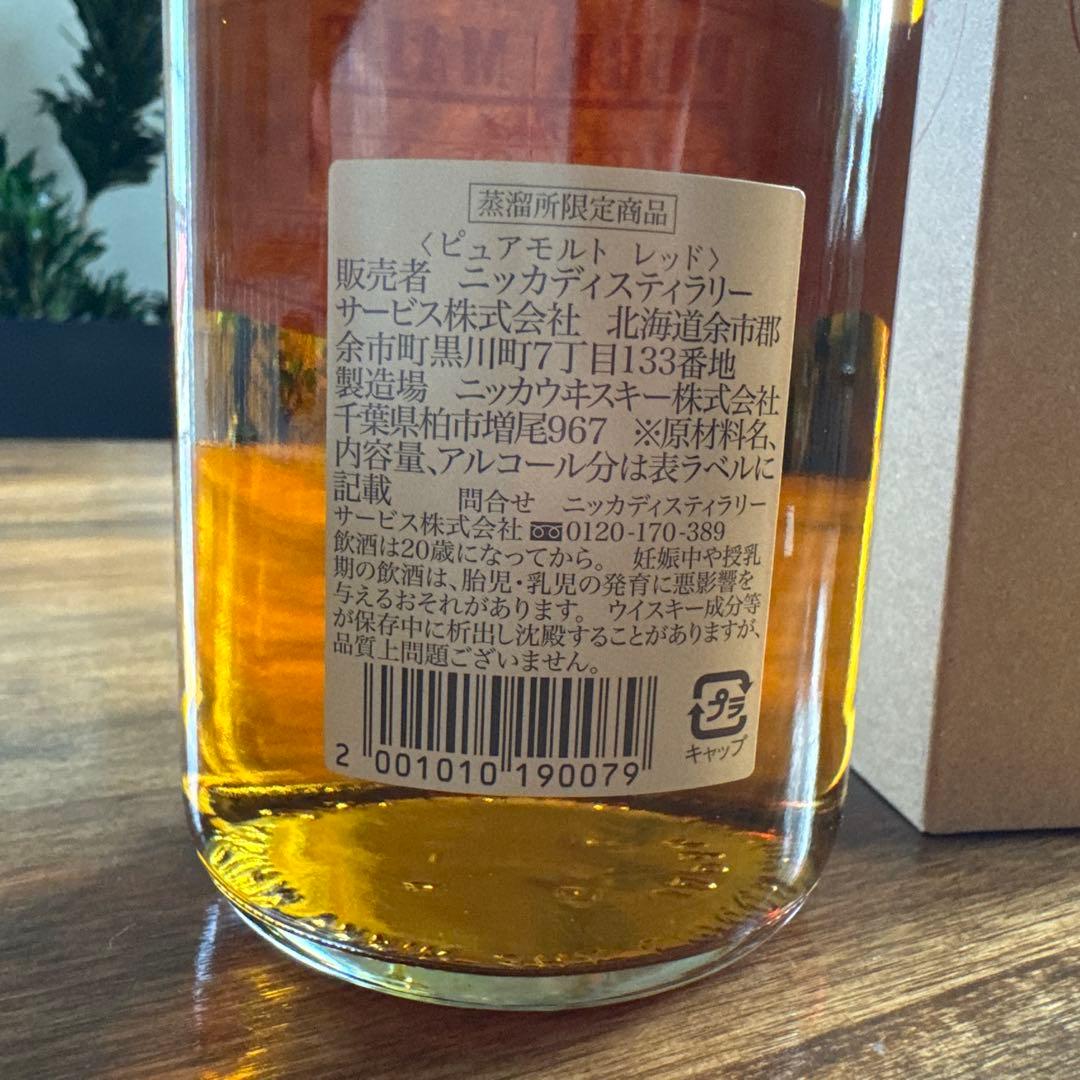 蒸溜所限定商品
〈ピュアモルト レッド〉
販売者 ニッカディスティラリー
サービス株式会社 北海道余市郡
余市町黒川町7丁目133番地
製造場 ニッカウヰスキー株式会社
千葉県柏市増尾967 ※原材料名、
内容量、アルコール分は表ラベルに
記載 問合せ ニッカディスティラリー
サービス株式会社 0120-170-389
飲酒は20歳になってから。 妊娠中や授乳
期の飲酒は、胎児・乳児の発育に悪影響を
与えるおそれがあります。 ウイスキー成分等
が保存中に析出し沈殿することがありますが、
品質上問題ございません。
プラ
キャップ
2 001010 190079